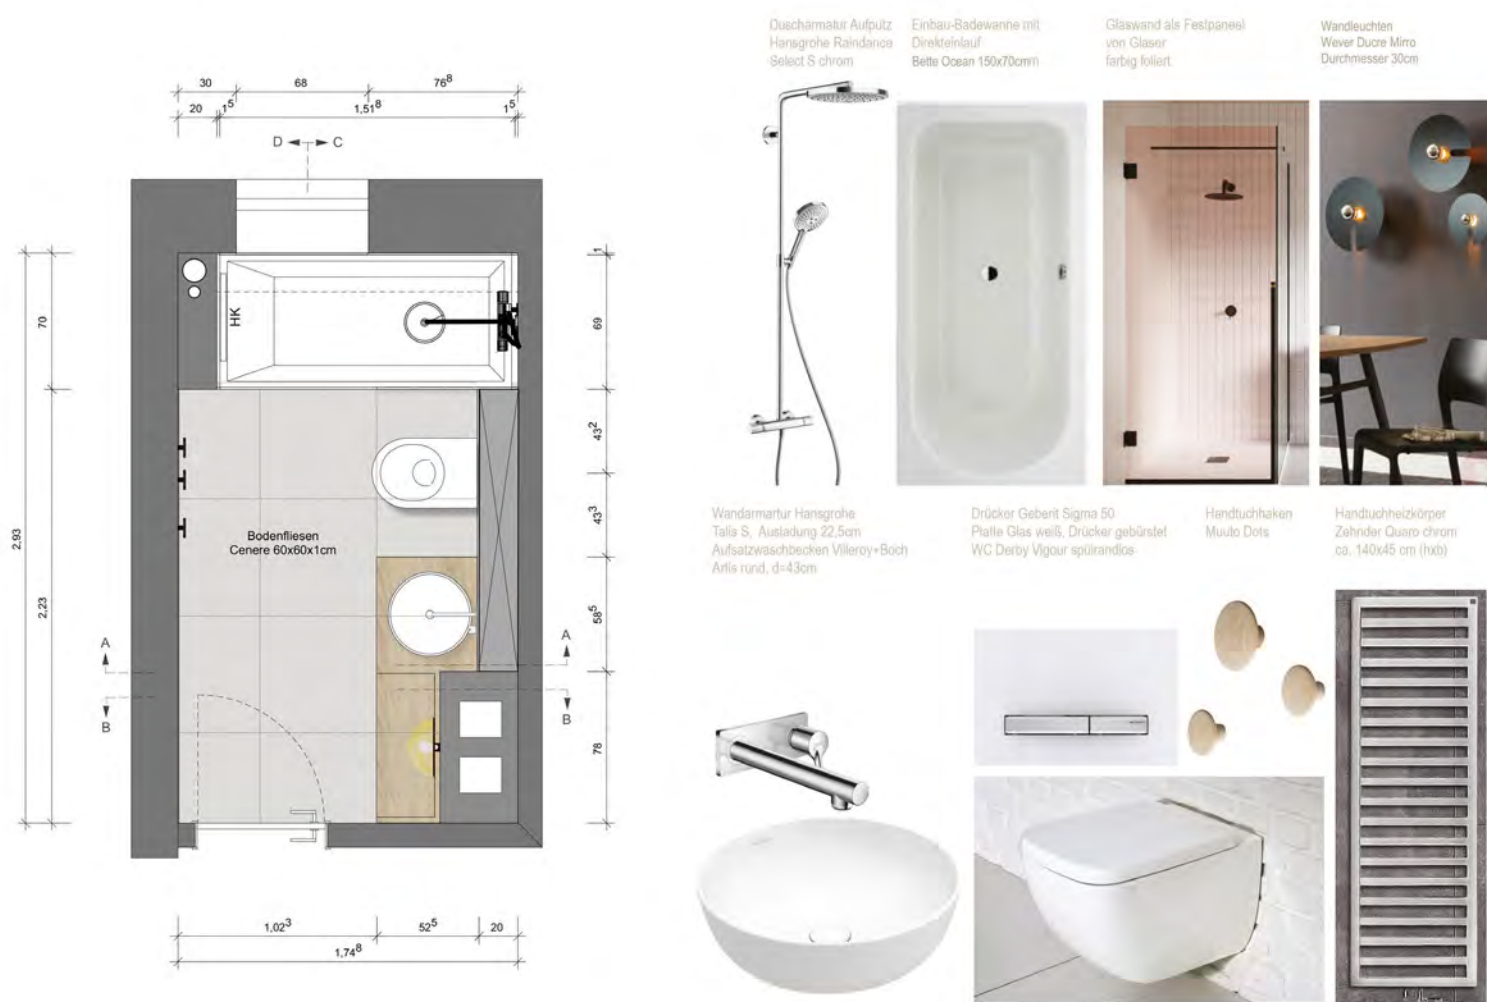 30 68 76⁸
20 1⁵ 1,51⁸ 1⁵
D C
HK
1
70
69
43²
43³
2,93
2,23
58⁵
78
Bodenfliesen
Cenere 60x60x1cm
A A
B B
1,02³ 52⁵ 20
1,74⁸
Duscharmatur Aufputz
Hansgrohe Raindance
Select S chrom
Einbau-Badewanne mit
Direkteinlauf
Bette Ocean 150x70cmm
Glaswand als Festpaneel
von Glaser
farbig foliert
Wandleuchten
Wever Ducre Mirro
Durchmesser 30cm
Wandarmartur Hansgrohe
Talis S, Ausladung 22,5cm
Aufsatzwaschbecken Villeroy+Boch
Artis rund, d=43cm
Drücker Geberit Sigma 50
Platte Glas weiß, Drücker gebürstet
WC Derby Vigour spülrandlos
Handtuchhaken
Muuto Dots
Handtuchheizkörper
Zehnder Quaro chrom
ca. 140x45 cm (hxb)